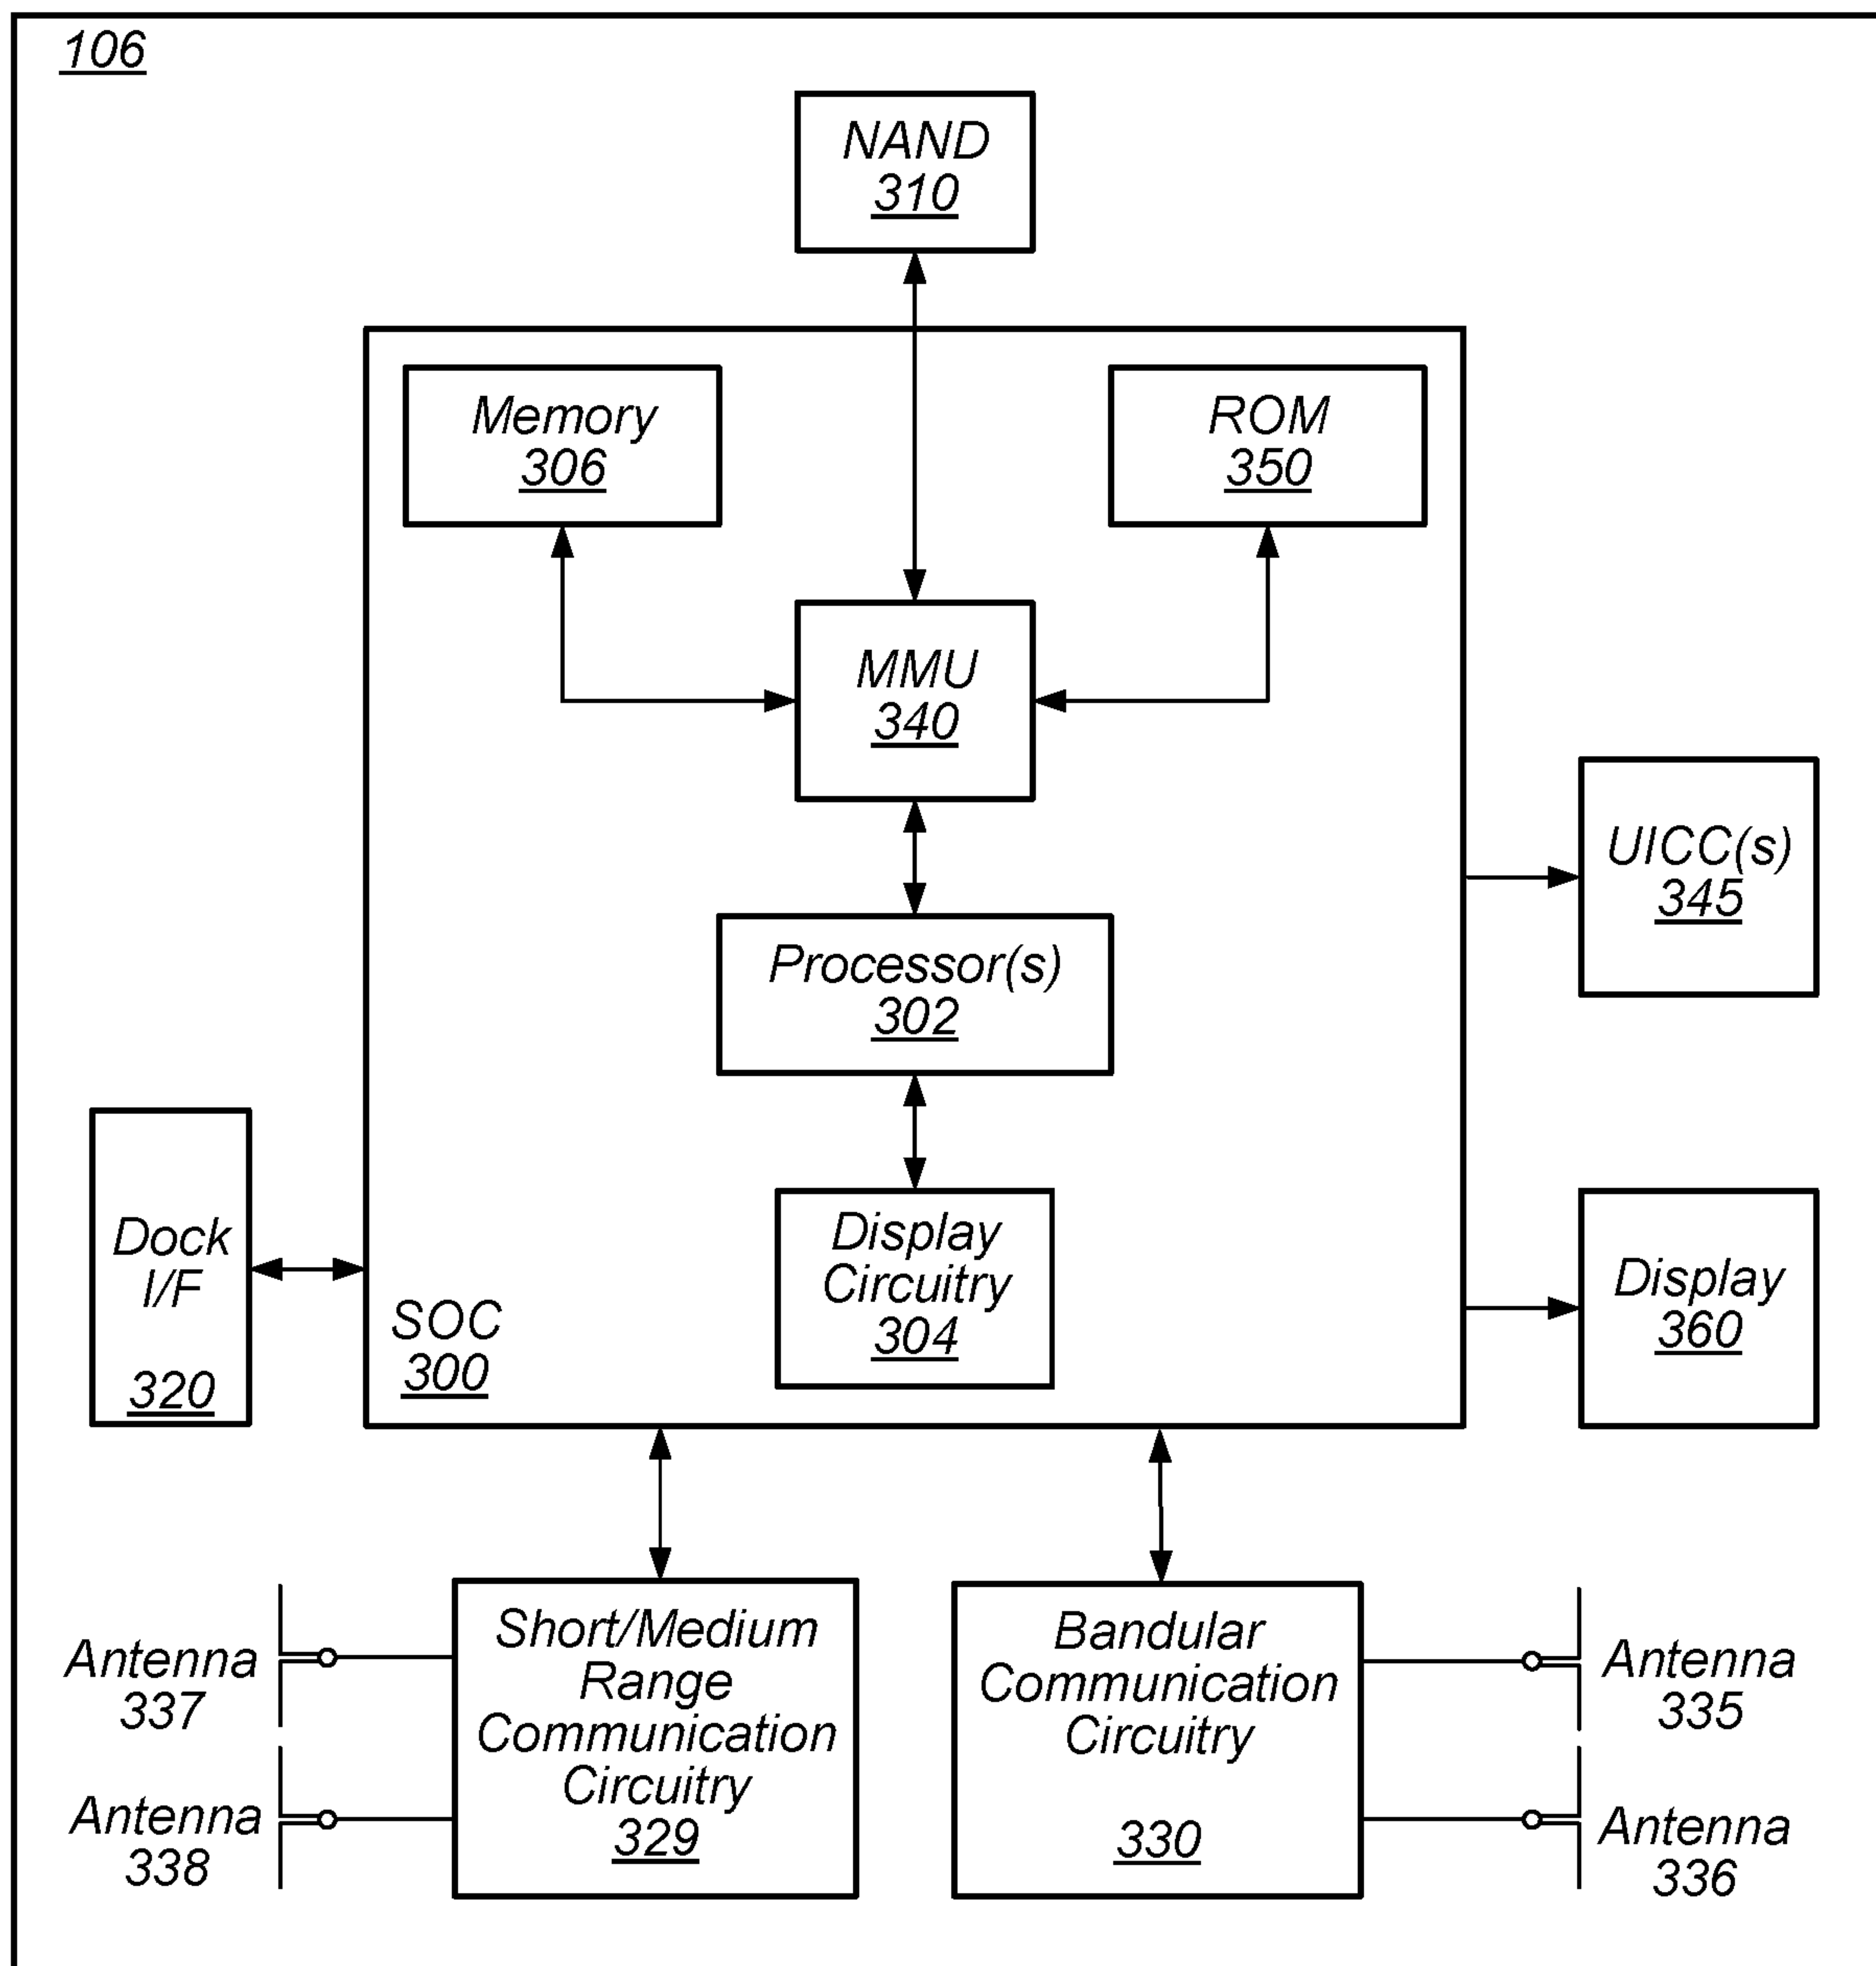 106
NAND
310
Memory
306
ROM
350
MMU
340
UICC(s)
345
Processor(s)
302
Dock
I/F
320
Display
Circuitry
304
SOC
300
Display
360
Short/Medium
Range
Communication
Circuitry
329
Bandular
Communication
Circuitry
330
Antenna
337
Antenna
338
Antenna
335
Antenna
336